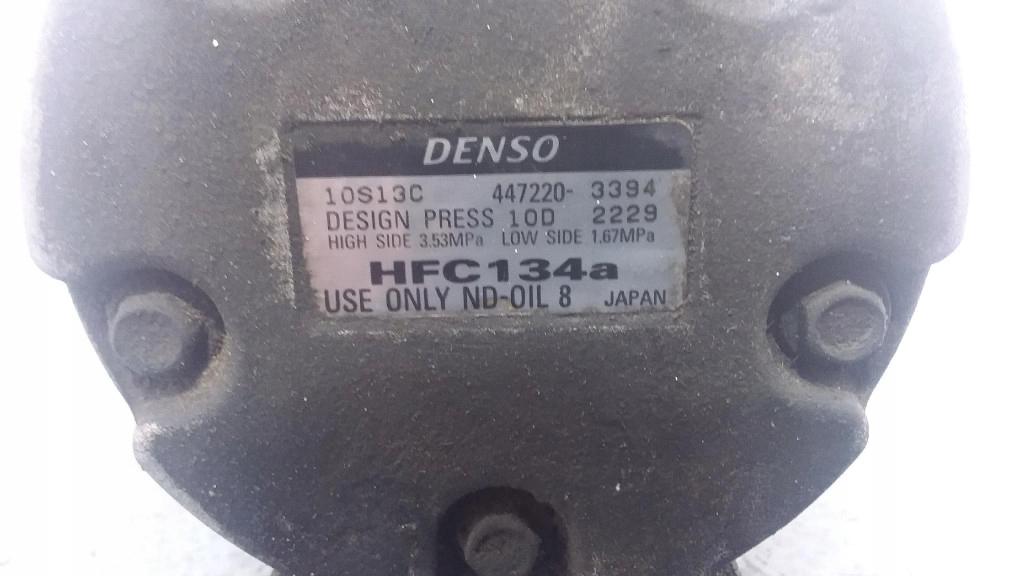 DENSO
10S13C 447220- 3394
DESIGN PRESS 10D 2229
HIGH SIDE 3.53MPa LOW SIDE 1.67MPa
HFC134a
USE ONLY ND-OIL 8 JAPAN